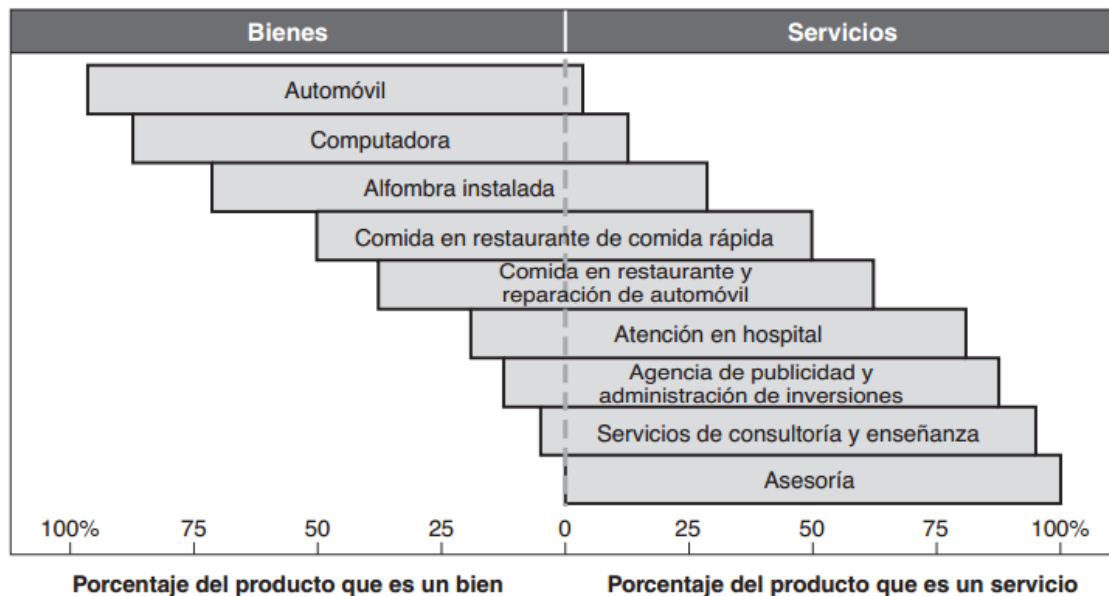 Bienes
Servicios
Automóvil
Computadora
Alfombra instalada
Comida en restaurante de comida rápida
Comida en restaurante y
reparación de automóvil
Atención en hospital
Agencia de publicidad y
administración de inversiones
Servicios de consultoría y enseñanza
Asesoría
100% 75 50 25 0 25 50 75 100%
Porcentaje del producto que es un bien
Porcentaje del producto que es un servicio